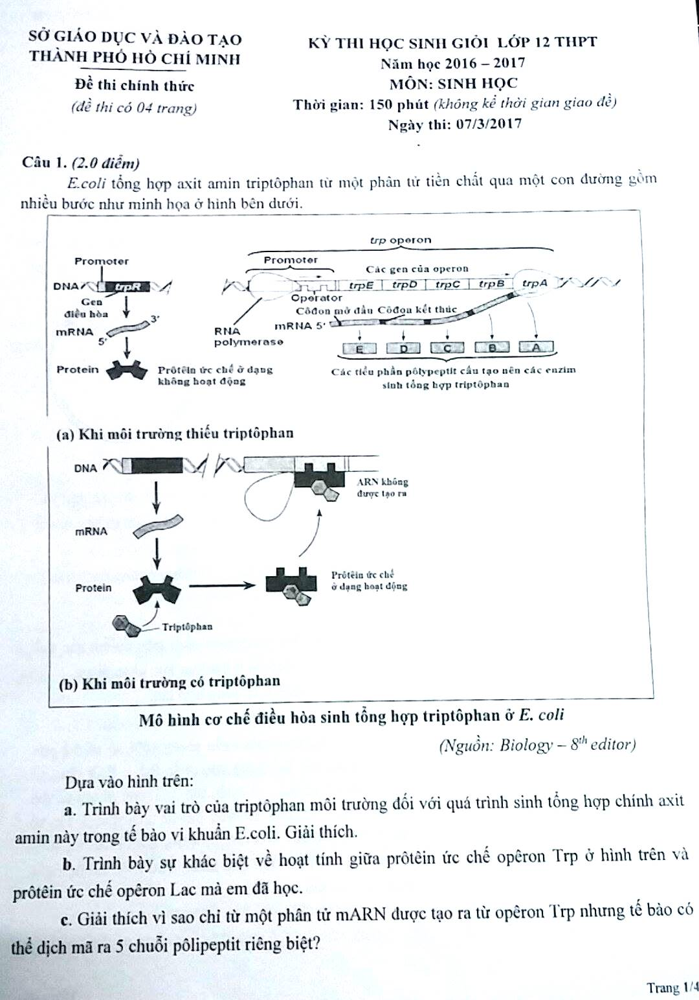 SỞ GIÁO DỤC VÀ ĐÀO TẠO
THÀNH PHỐ HỒ CHÍ MINH
Đề thi chính thức
(đề thi có 04 trang)
KỲ THI HỌC SINH GIỎI LỚP 12 THPT
Năm học 2016 – 2017
MÔN: SINH HỌC
Thời gian: 150 phút (không kể thời gian giao đề)
Ngày thi: 07/3/2017
Câu 1. (2.0 điểm)
E.coli tổng hợp axit amin triptôphan từ một phân tử tiền chất qua một con đường gồm
nhiều bước như minh họa ở hình bên dưới.
trp operon
Promoter
Promoter
Các gen của operon
DNA
trpR
trpE
trpD
trpC
trpB
trpA
Operator
Gen
điều hòa
Côđon mở đầu Côđon kết thúc
3'
mRNA
5'
RNA
polymerase
mRNA 5'
E
D
C
B
A
Protein
Prôtêin ức chế ở dạng
không hoạt động
Các tiểu phần pôlypeptit cấu tạo nên các enzim
sinh tổng hợp triptôphan
(a) Khi môi trường thiếu triptôphan
DNA
ARN không
được tạo ra
mRNA
Protein
Prôtêin ức chế
ở dạng hoạt động
Triptôphan
(b) Khi môi trường có triptôphan
Mô hình cơ chế điều hòa sinh tổng hợp triptôphan ở E. coli
(Nguồn: Biology – 8th editor)
Dựa vào hình trên:
a. Trình bày vai trò của triptôphan môi trường đối với quá trình sinh tổng hợp chính axit
amin này trong tế bào vi khuẩn E.coli. Giải thích.
b. Trình bày sự khác biệt về hoạt tính giữa prôtêin ức chế opêron Trp ở hình trên và
prôtêin ức chế opêron Lac mà em đã học.
c. Giải thích vì sao chỉ từ một phân tử mARN được tạo ra từ opêron Trp nhưng tế bào có
thể dịch mã ra 5 chuỗi pôlipeptit riêng biệt?
Trang 1/4